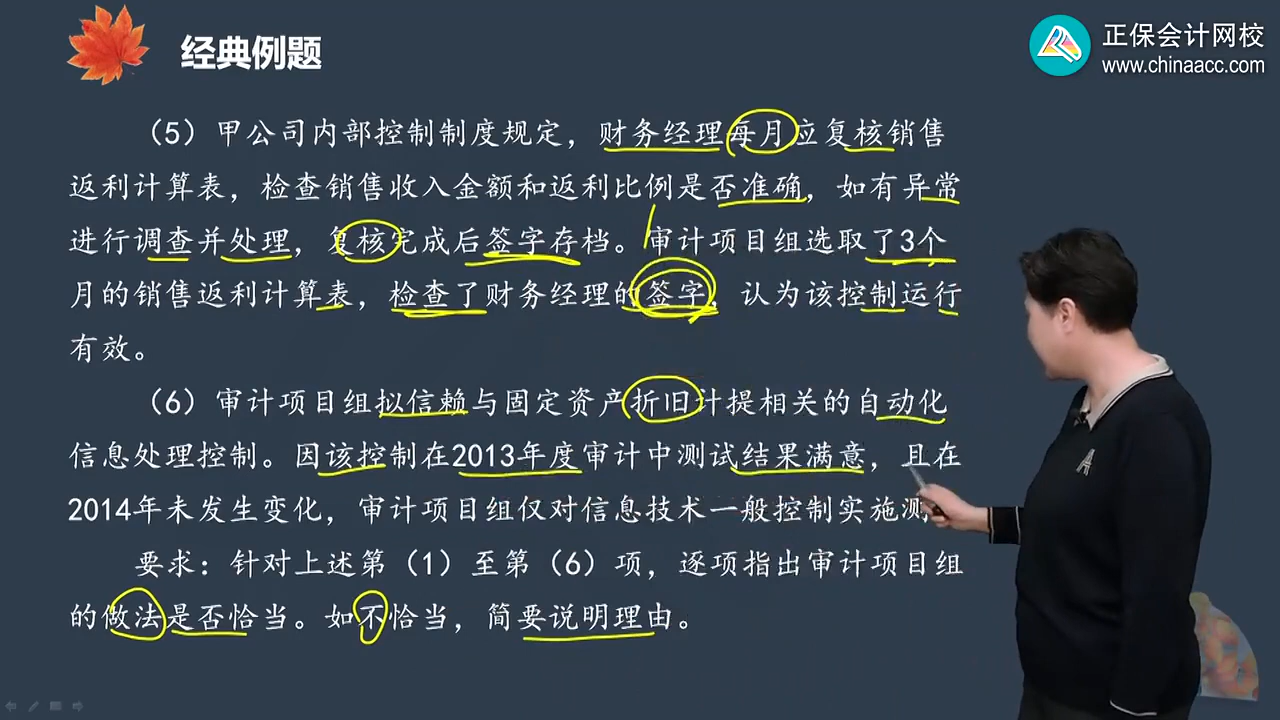 经典例题
正保会计网校
www.chinaacc.com
（5）甲公司内部控制制度规定，财务经理每月应复核销售
返利计算表，检查销售收入金额和返利比例是否准确，如有异常
进行调查并处理，复核完成后签字存档。审计项目组选取了3个
月的销售返利计算表，检查了财务经理的签字，认为该控制运行
有效。
（6）审计项目组拟信赖与固定资产折旧计提相关的自动化
信息处理控制。因该控制在2013年度审计中测试结果满意，且在
2014年未发生变化，审计项目组仅对信息技术一般控制实施测
要求：针对上述第（1）至第（6）项，逐项指出审计项目组
的做法是否恰当。如不恰当，简要说明理由。
A